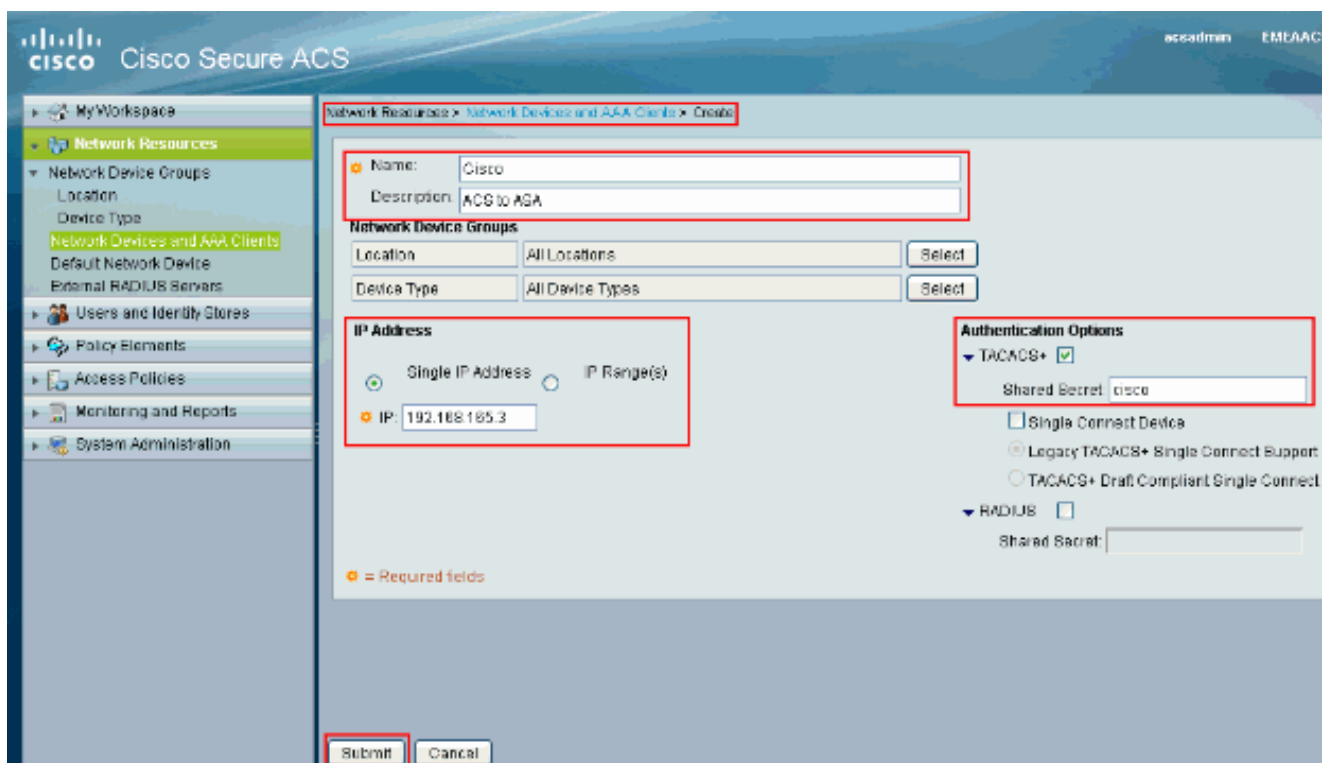 CISCO Cisco Secure ACS
acsadmin EMEAAC
My Workspace
Network Resources
Network Device Groups
Location
Device Type
Network Devices and AAA Clients
Default Network Device
External RADIUS Servers
Users and Identity Stores
Policy Elements
Access Policies
Monitoring and Reports
System Administration
Network Resources > Network Devices and AAA Clients > Create
Name: Cisco
Description: ACS to ASA
Network Device Groups
Location All Locations Select
Device Type All Device Types Select
IP Address
Single IP Address IP Range(s)
IP: 192.168.165.3
Authentication Options
TACACS+
Shared Secret: cisco
Single Connect Device
Legacy TACACS+ Single Connect Support
TACACS+ Draft Compliant Single Connect
RADIUS
Shared Secret:
= Required fields
Submit Cancel